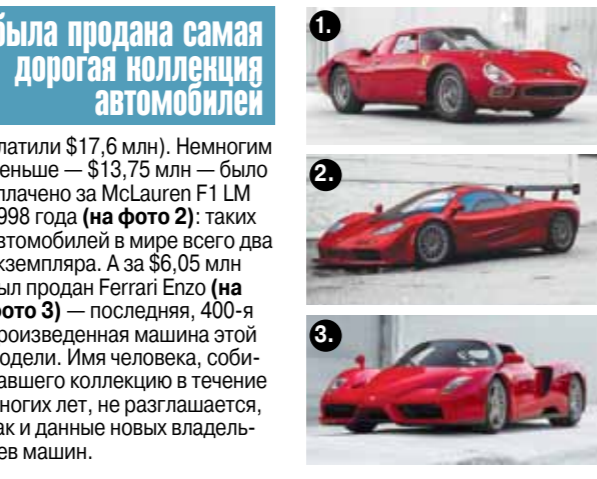 была продана самая
дорогая коллекция
автомобилей
латили $17,6 млн). Немногим
еньше — $13,75 млн — было
плачено за McLauren F1 LM
998 года (на фото 2): таких
втомобилей в мире всего два
кземпляра. А за $6,05 млн
ыл продан Ferrari Enzo (на
ото 3) — последняя, 400-я
роизведенная машина этой
одели. Имя человека, соби-
авшего коллекцию в течение
ногих лет, не разглашается,
ак и данные новых владель-
ев машин.
1.
2.
3.